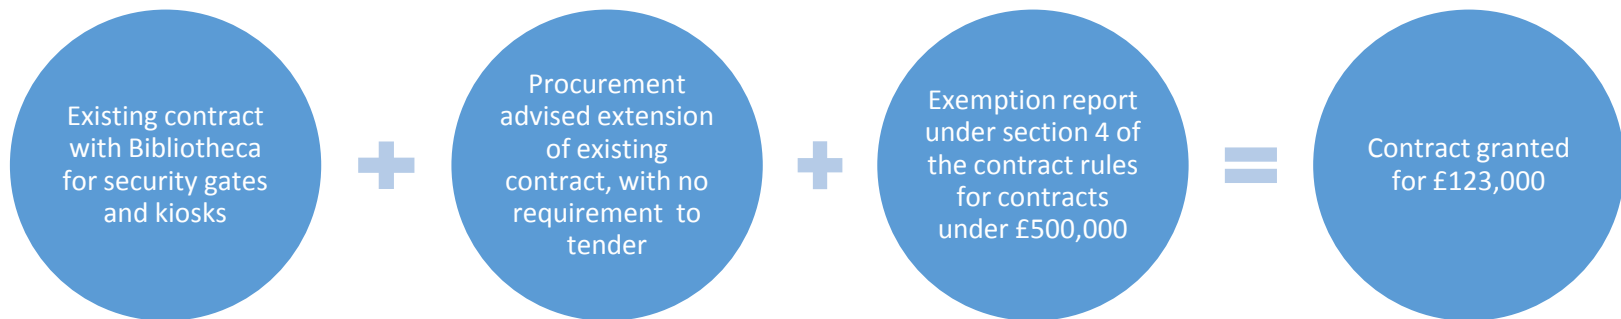 Existing contract
with Bibliotheca
for security gates
and kiosks
Procurement
advised extension
of existing
contract, with no
requirement to
tender
Exemption report
under section 4 of
the contract rules
for contracts
under £500,000
Contract granted
for £123,000